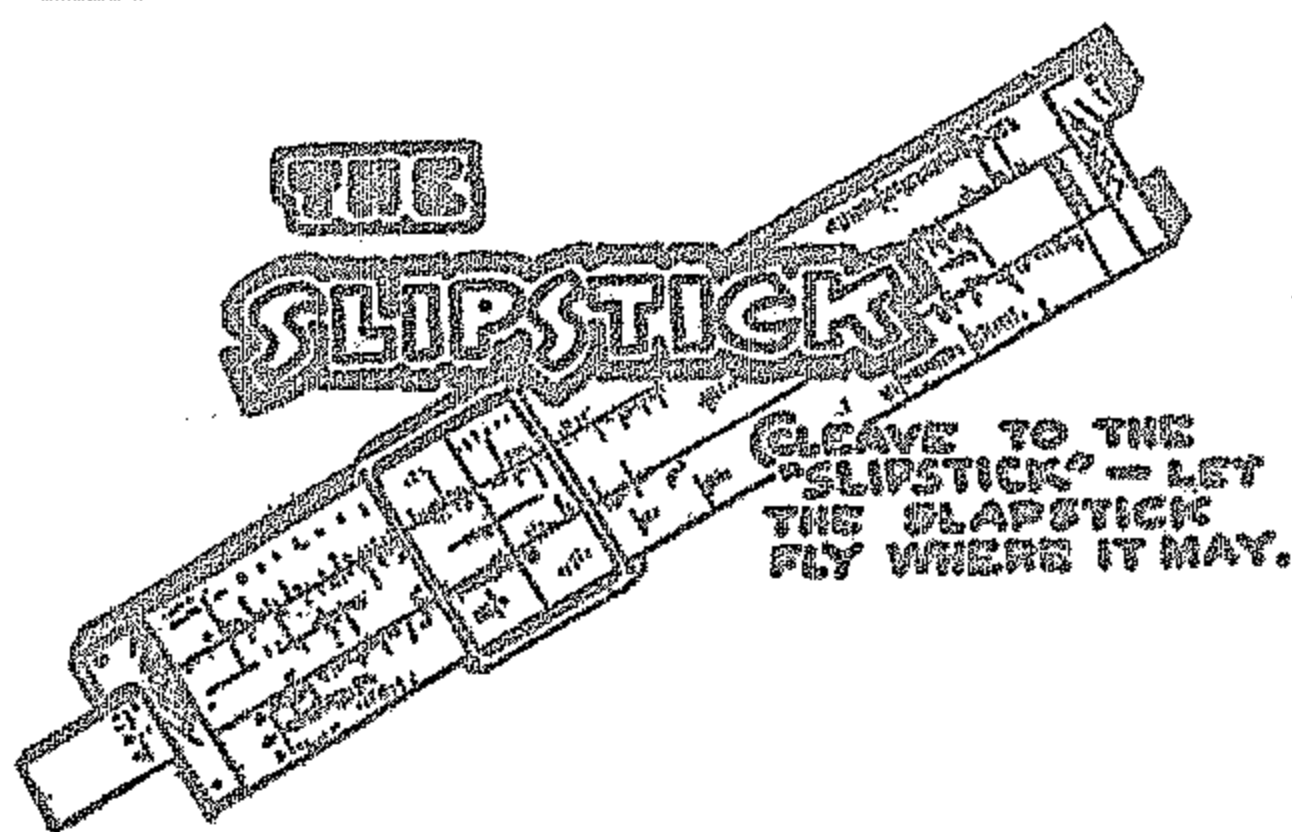 THE
SLIPSTICK
CLEAVE TO THE
"SLIPSTICK" — LET
THE SLAPSTICK
FLY WHERE IT MAY.